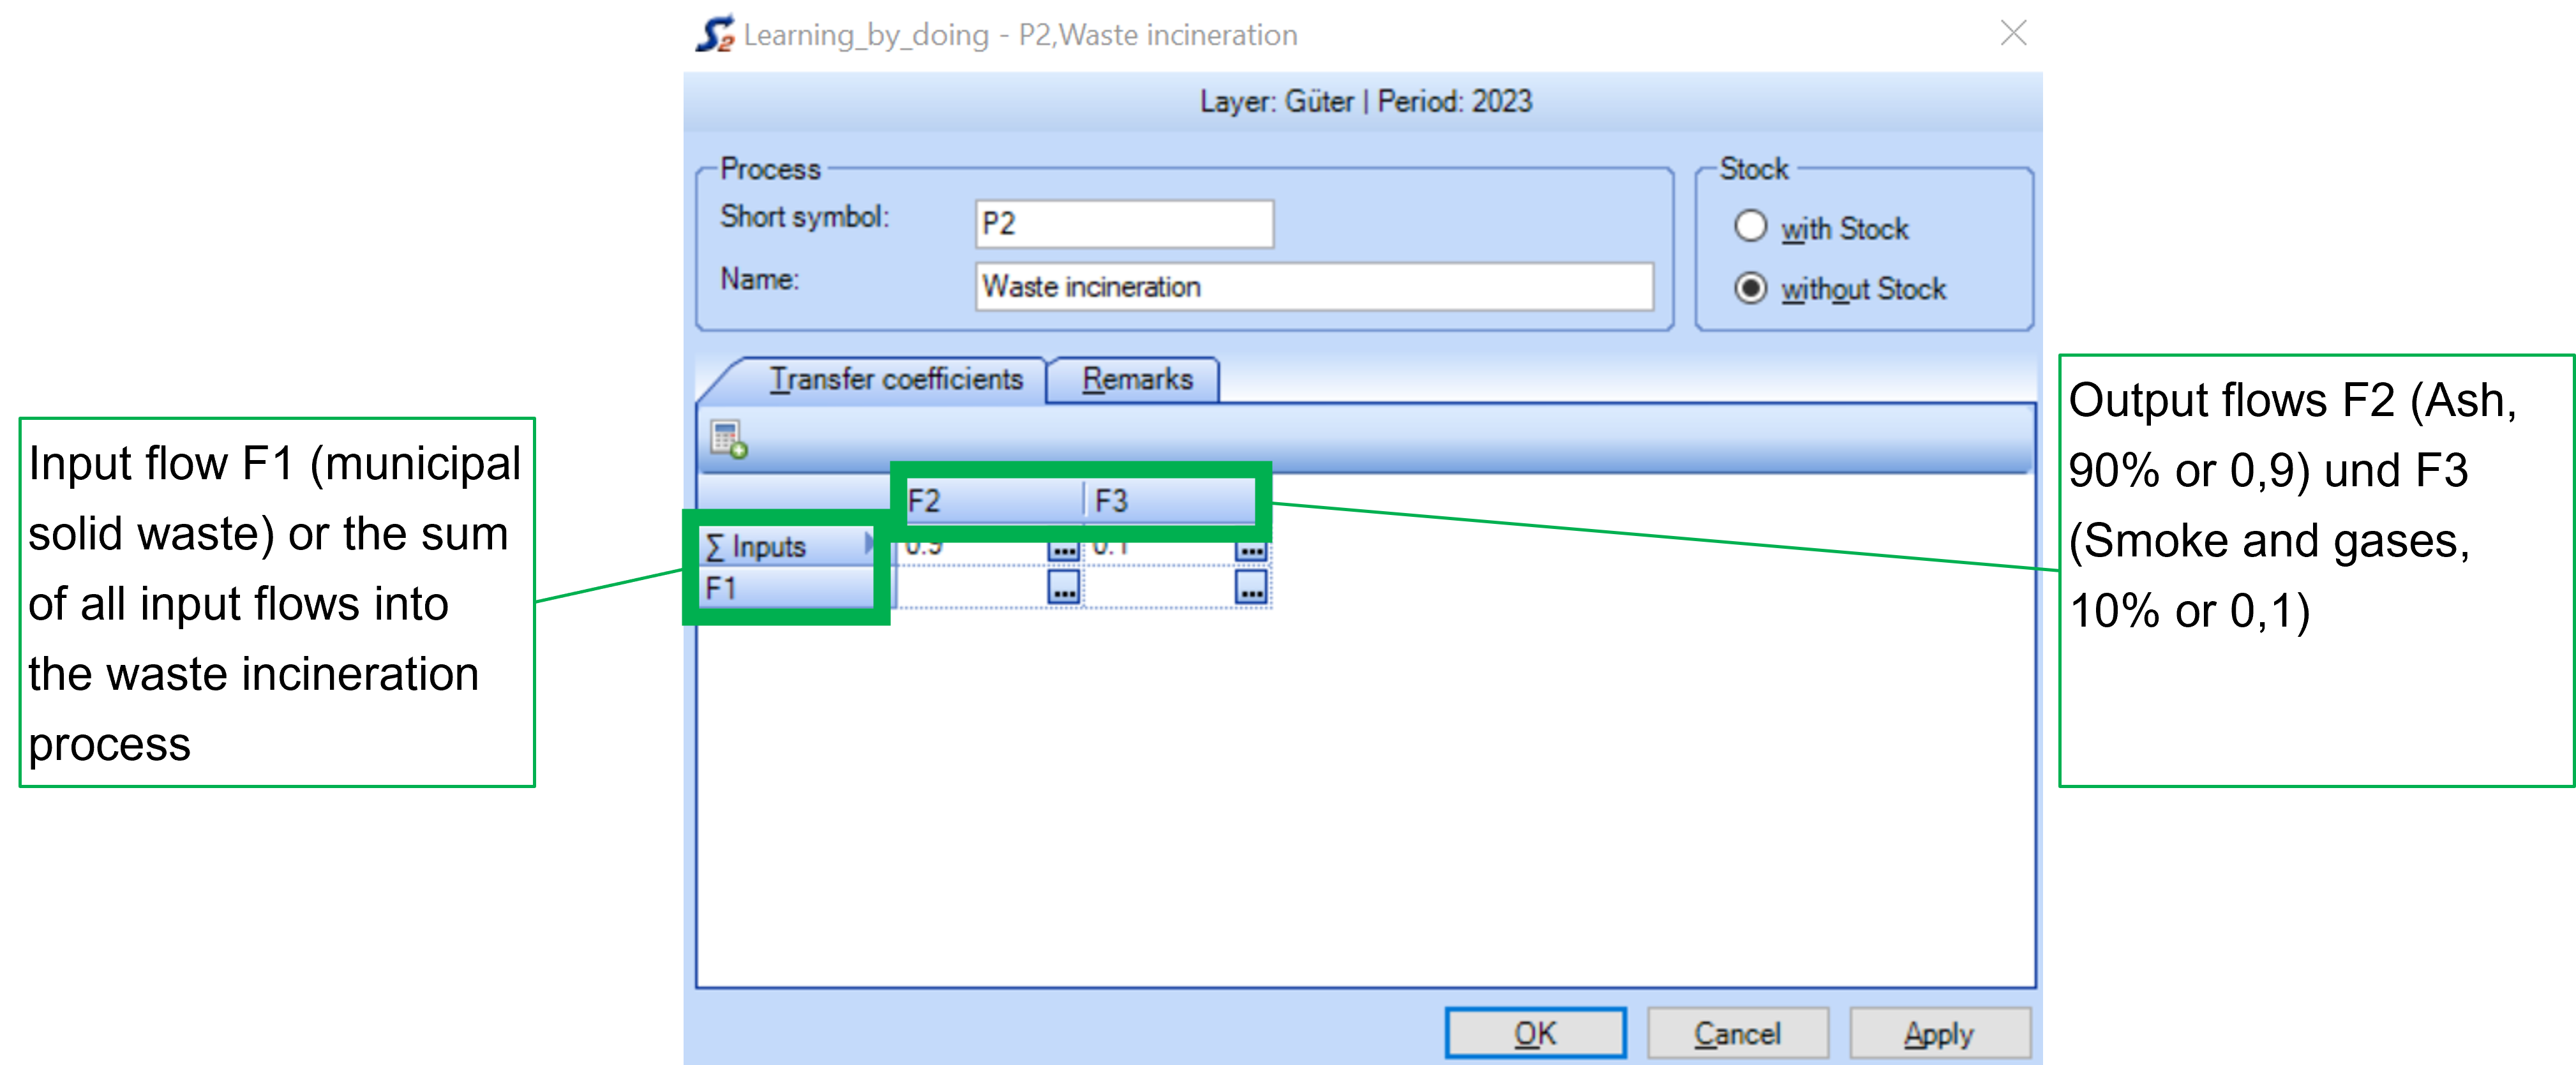 Learning_by_doing - P2,Waste incineration
Layer: Güter | Period: 2023
Process
Short symbol:
P2
Name:
Waste incineration
Stock
with Stock
without Stock
Transfer coefficients
Remarks
F2
F3
∑ Inputs
0.9
...
0.1
...
F1
...
...
OK
Cancel
Apply
Input flow F1 (municipal
solid waste) or the sum
of all input flows into
the waste incineration
process
Output flows F2 (Ash,
90% or 0,9) und F3
(Smoke and gases,
10% or 0,1)